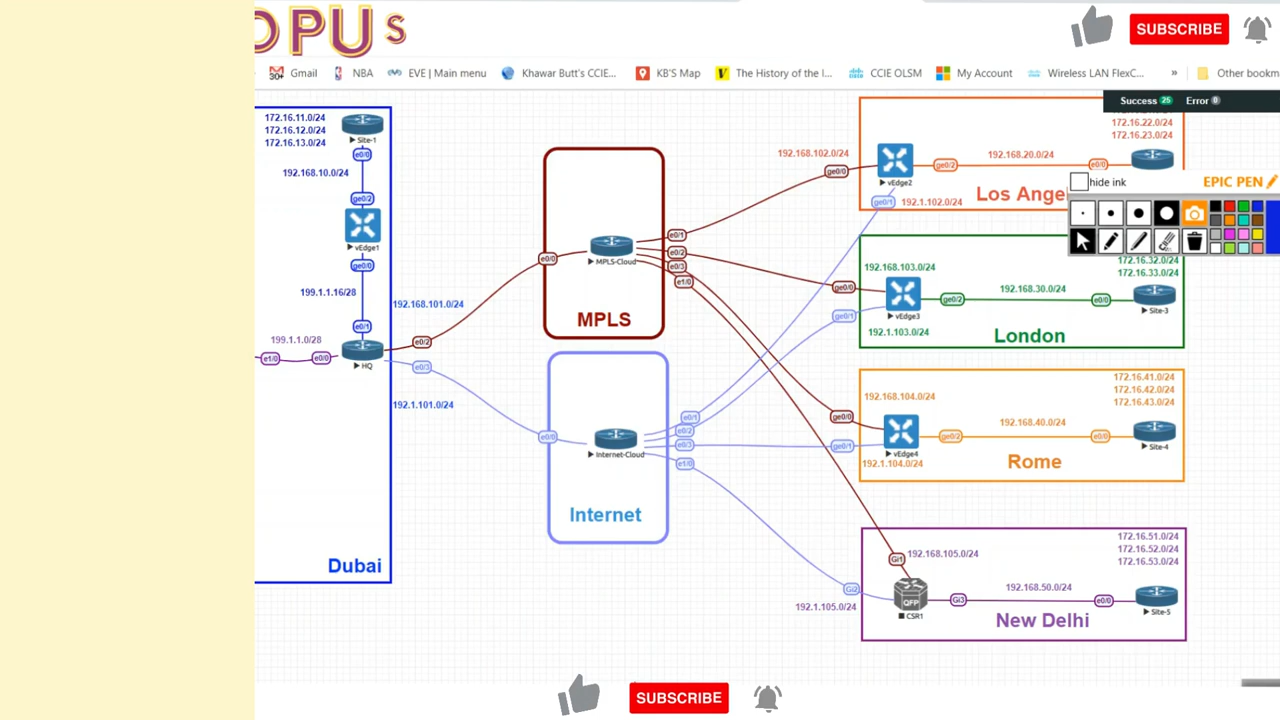 OPUS
SUBSCRIBE
Gmail
NBA
EVE | Main menu
Khawar Butt's CCIE...
KB'S Map
The History of the I...
CCIE OLSM
My Account
Wireless LAN FlexC...
»
Other bookm
Success 25
Error 0
hide ink
EPIC PEN
172.16.11.0/24
172.16.12.0/24
172.16.13.0/24
Site-1
e0/0
192.168.10.0/24
ge0/2
vEdge1
ge0/0
199.1.1.16/28
e0/1
192.168.101.0/24
199.1.1.0/28
e1/0
e0/0
HQ
e0/2
e0/3
192.1.101.0/24
Dubai
e0/0
MPLS-Cloud
e0/1
e0/2
e0/3
e1/0
MPLS
e0/0
Internet-Cloud
e0/1
e0/2
e0/3
e1/0
Internet
192.168.102.0/24
ge0/0
vEdge2
ge0/1
192.1.102.0/24
ge0/2
192.168.20.0/24
e0/0
172.16.22.0/24
172.16.23.0/24
Los Ange
192.168.103.0/24
ge0/0
vEdge3
ge0/1
192.1.103.0/24
ge0/2
192.168.30.0/24
e0/0
172.16.32.0/24
172.16.33.0/24
Site-3
London
192.168.104.0/24
ge0/0
vEdge4
ge0/1
192.1.104.0/24
ge0/2
192.168.40.0/24
e0/0
172.16.41.0/24
172.16.42.0/24
172.16.43.0/24
Site-4
Rome
Gi1
192.168.105.0/24
Gi2
192.1.105.0/24
QFP
CSR1
Gi3
192.168.50.0/24
e0/0
172.16.51.0/24
172.16.52.0/24
172.16.53.0/24
Site-5
New Delhi
SUBSCRIBE